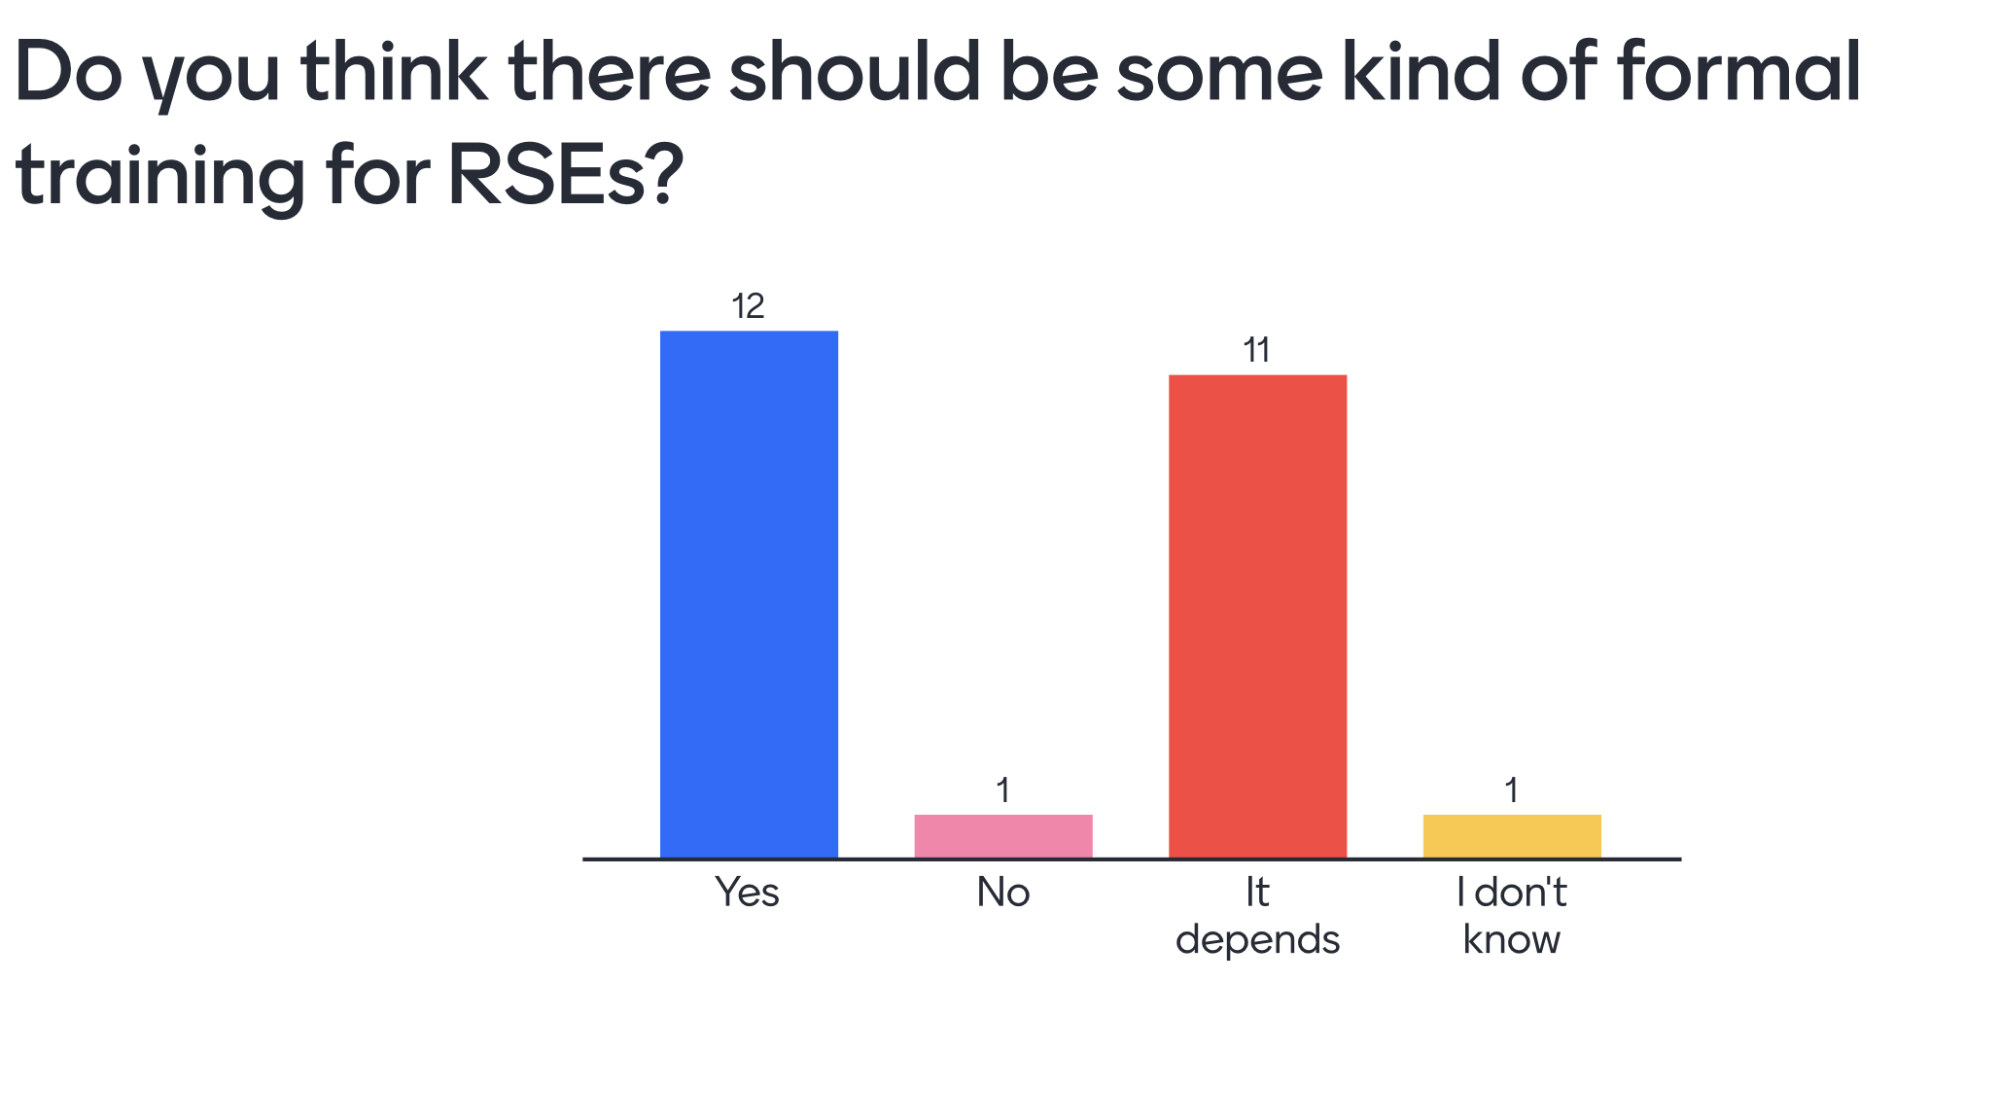 Do you think there should be some kind of formal
training for RSEs?
12
11
1
1
Yes
No
It
depends
I don't
know